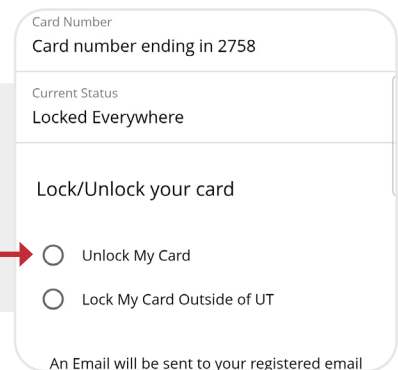 Card Number
Card number ending in 2758
Current Status
Locked Everywhere
Lock/Unlock your card
Unlock My Card
Lock My Card Outside of UT
An Email will be sent to your registered email